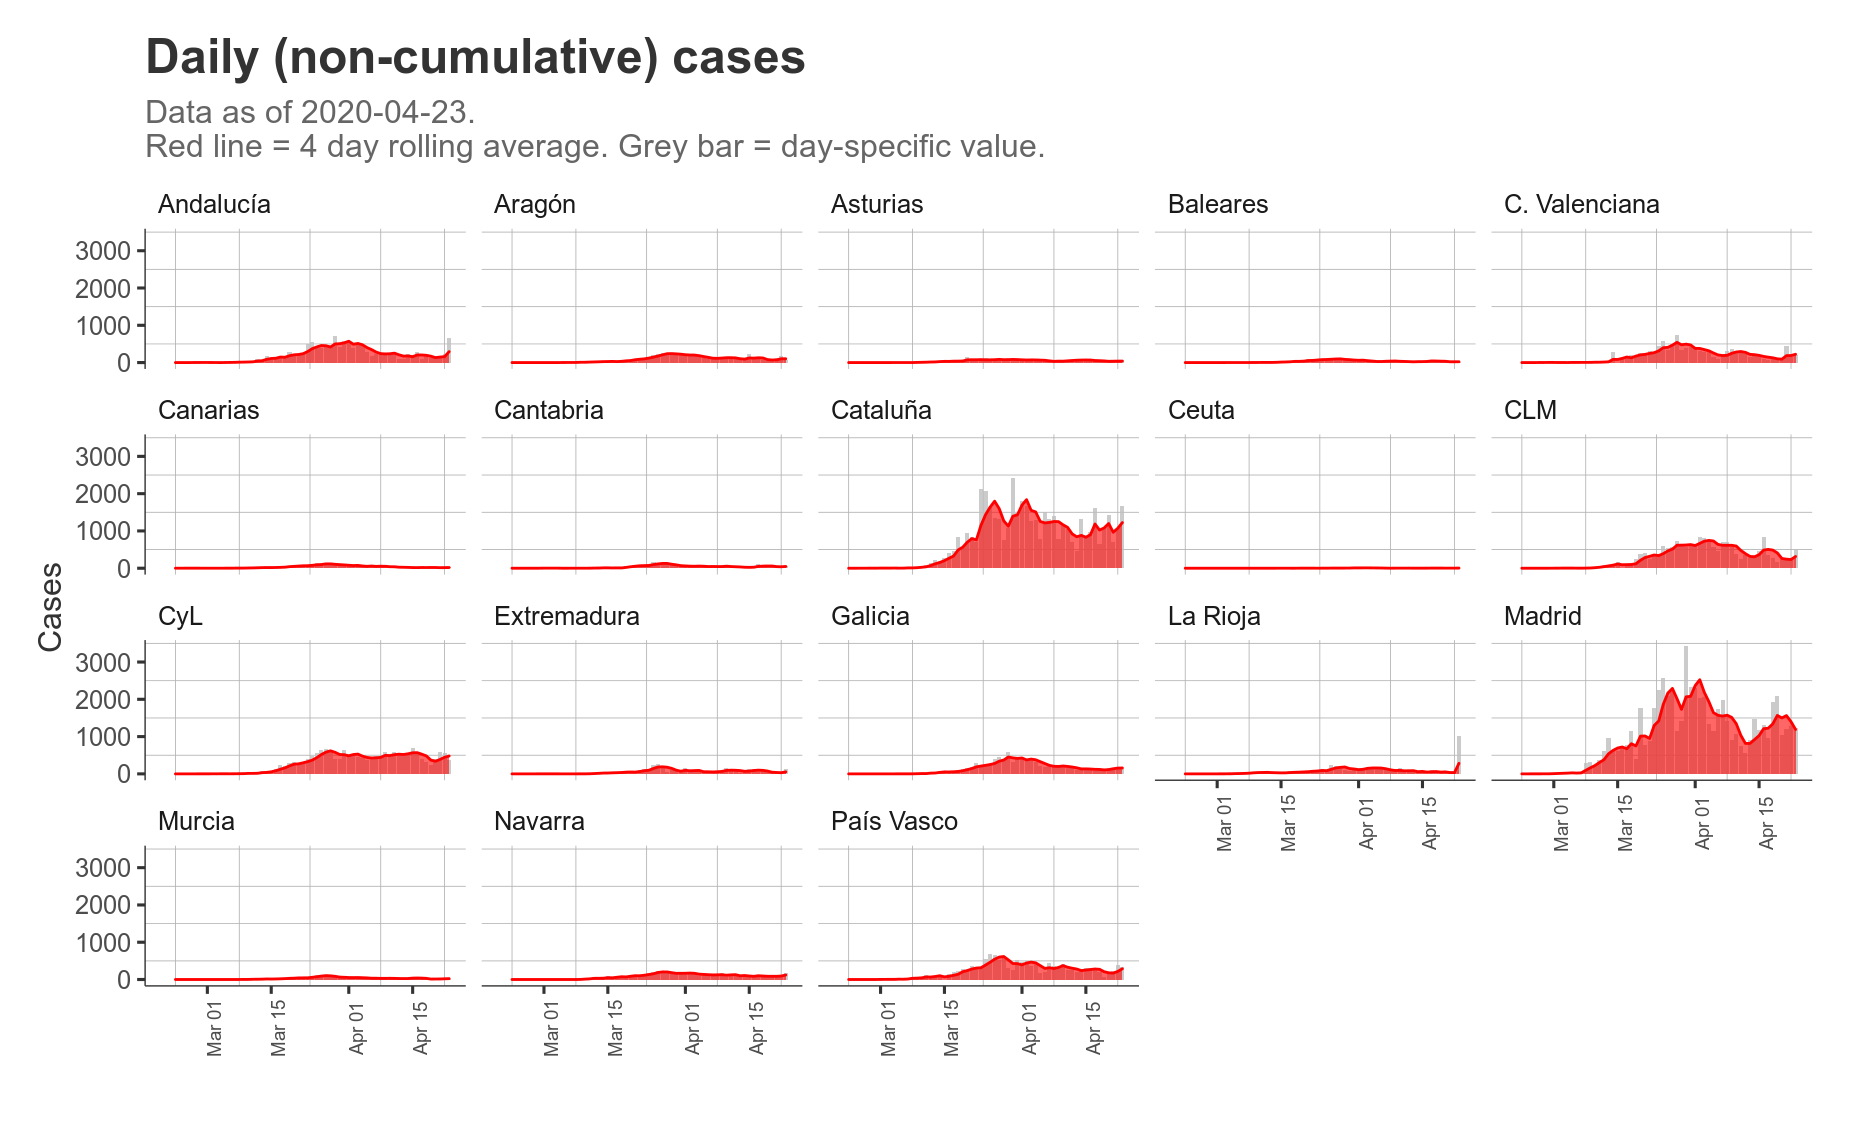 Daily (non-cumulative) cases
Data as of 2020-04-23.
Red line = 4 day rolling average. Grey bar = day-specific value.
Andalucía
Aragón
Asturias
Baleares
C. Valenciana
3000
2000
1000
0
Canarias
Cantabria
Cataluña
Ceuta
CLM
3000
2000
1000
0
Cases
CyL
Extremadura
Galicia
La Rioja
Madrid
3000
2000
1000
0
Mar 01
Mar 15
Apr 01
Apr 15
Mar 01
Mar 15
Apr 01
Apr 15
Murcia
Navarra
País Vasco
3000
2000
1000
0
Mar 01
Mar 15
Apr 01
Apr 15
Mar 01
Mar 15
Apr 01
Apr 15
Mar 01
Mar 15
Apr 01
Apr 15